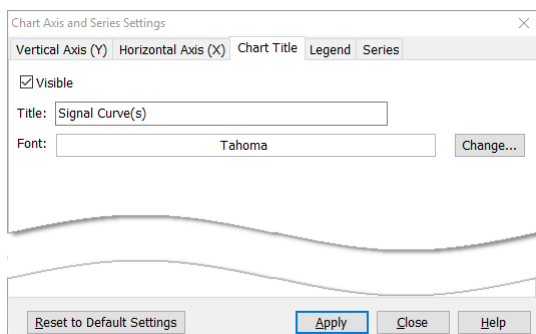 Chart Axis and Series Settings
Vertical Axis (Y) Horizontal Axis (X) Chart Title Legend Series
Visible
Title: Signal Curve(s)
Font: Tahoma Change...
Reset to Default Settings Apply Close Help